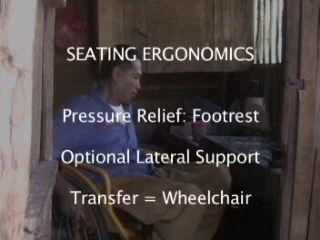 SEATING ERGONOMICS
Pressure Relief: Footrest
Optional Lateral Support
Transfer = Wheelchair